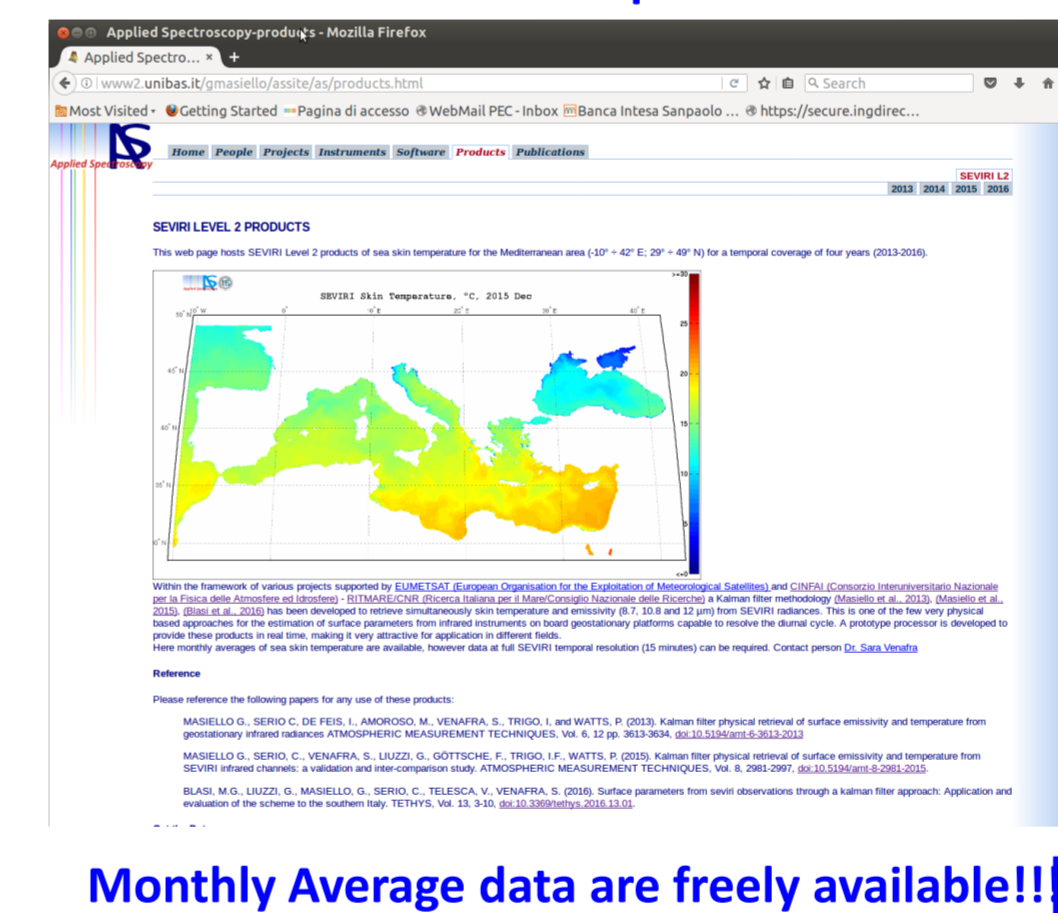 Applied Spectroscopy-products - Mozilla Firefox
Applied Spectro... × +
www2.unibas.it/gmasiello/assite/as/products.html
Search
Most Visited Getting Started Pagina di accesso WebMail PEC - Inbox Banca Intesa Sanpaolo ... https://secure.ingdirec...
AS
Applied Spectroscopy
Home People Projects Instruments Software Products Publications
SEVIRI L2
2013 2014 2015 2016
SEVIRI LEVEL 2 PRODUCTS
This web page hosts SEVIRI Level 2 products of sea skin temperature for the Mediterranean area (-10° ÷ 42° E; 29° ÷ 49° N) for a temporal coverage of four years (2013-2016).
SEVIRI Skin Temperature, °C, 2015 Dec
10°W 0° 10°E 20°E 30°E 40°E
50°N
45°N
40°N
35°N
30°N
>=30
25
20
15
10
5
<=0
Within the framework of various projects supported by EUMETSAT (European Organisation for the Exploitation of Meteorological Satellites) and CINFAI (Consorzio Interuniversitario Nazionale
per la Fisica delle Atmosfere ed Idrosfere) - RITMARE/CNR (Ricerca Italiana per il Mare/Consiglio Nazionale delle Ricerche) a Kalman filter methodology (Masiello et al., 2013), (Masiello et al.,
2015), (Blasi et al., 2016) has been developed to retrieve simultaneously skin temperature and emissivity (8.7, 10.8 and 12 µm) from SEVIRI radiances. This is one of the few very physical
based approaches for the estimation of surface parameters from infrared instruments on board geostationary platforms capable to resolve the diurnal cycle. A prototype processor is developed to
provide these products in real time, making it very attractive for application in different fields.
Here monthly averages of sea skin temperature are available, however data at full SEVIRI temporal resolution (15 minutes) can be required. Contact person Dr. Sara Venafra
Reference
Please reference the following papers for any use of these products:
MASIELLO G., SERIO C, DE FEIS, I., AMOROSO, M., VENAFRA, S., TRIGO, I, and WATTS, P. (2013). Kalman filter physical retrieval of surface emissivity and temperature from
geostationary infrared radiances ATMOSPHERIC MEASUREMENT TECHNIQUES, Vol. 6, 12 pp. 3613-3634, doi:10.5194/amt-6-3613-2013
MASIELLO, G., SERIO, C., VENAFRA, S., LIUZZI, G., GÖTTSCHE, F., TRIGO, I.F., WATTS, P. (2015). Kalman filter physical retrieval of surface emissivity and temperature from
SEVIRI infrared channels: a validation and inter-comparison study. ATMOSPHERIC MEASUREMENT TECHNIQUES, Vol. 8, 2981-2997, doi:10.5194/amt-8-2981-2015.
BLASI, M.G., LIUZZI, G., MASIELLO, G., SERIO, C., TELESCA, V., VENAFRA, S. (2016). Surface parameters from seviri observations through a kalman filter approach: Application and
evaluation of the scheme to the southern Italy. TETHYS, Vol. 13, 3-10, doi:10.3369/tethys.2016.13.01.
Monthly Average data are freely available!!!